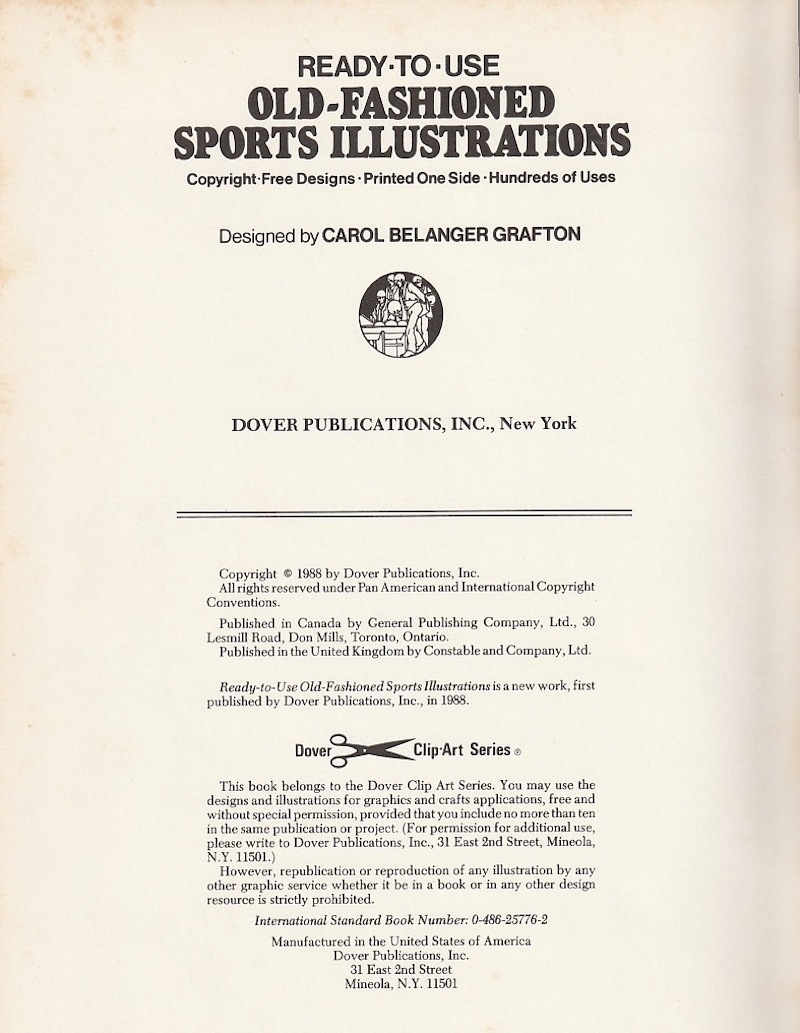 READY·TO·USE
OLD-FASHIONED
SPORTS ILLUSTRATIONS
Copyright·Free Designs · Printed One Side · Hundreds of Uses
Designed by CAROL BELANGER GRAFTON
DOVER PUBLICATIONS, INC., New York
Copyright © 1988 by Dover Publications, Inc.
All rights reserved under Pan American and International Copyright
Conventions.
Published in Canada by General Publishing Company, Ltd., 30
Lesmill Road, Don Mills, Toronto, Ontario.
Published in the United Kingdom by Constable and Company, Ltd.
Ready-to-Use Old-Fashioned Sports Illustrations is a new work, first
published by Dover Publications, Inc., in 1988.
Dover Clip·Art Series ®
This book belongs to the Dover Clip Art Series. You may use the
designs and illustrations for graphics and crafts applications, free and
without special permission, provided that you include no more than ten
in the same publication or project. (For permission for additional use,
please write to Dover Publications, Inc., 31 East 2nd Street, Mineola,
N.Y. 11501.)
However, republication or reproduction of any illustration by any
other graphic service whether it be in a book or in any other design
resource is strictly prohibited.
International Standard Book Number: 0-486-25776-2
Manufactured in the United States of America
Dover Publications, Inc.
31 East 2nd Street
Mineola, N.Y. 11501